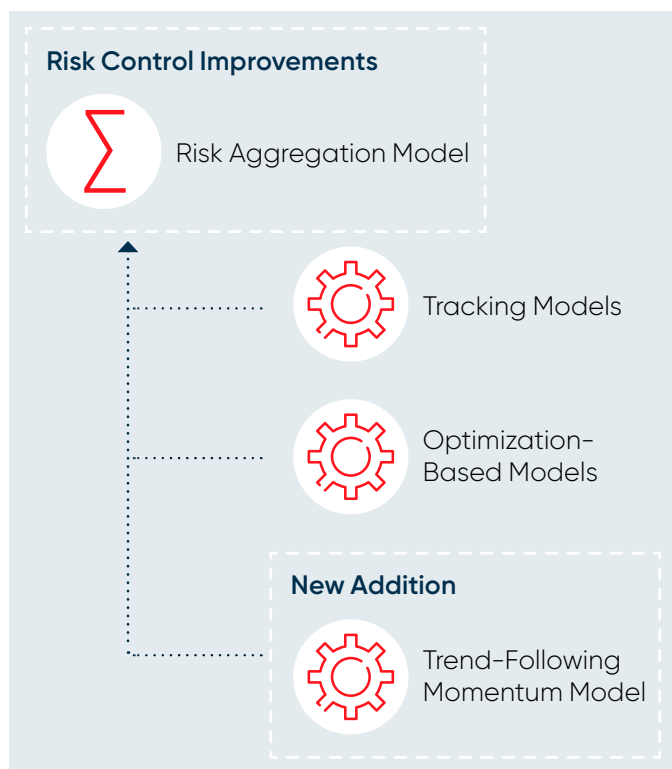 Risk Control Improvements
Risk Aggregation Model
Tracking Models
Optimization-
Based Models
New Addition
Trend-Following
Momentum Model